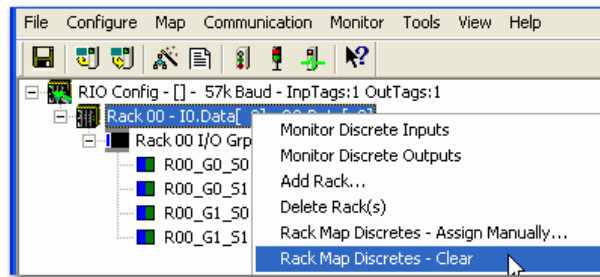 File Configure Map Communication Monitor Tools View Help
RIO Config - [] - 57k Baud - InpTags:1 OutTags:1
Rack 00 - I0.Data[
Monitor Discrete Inputs
Rack 00 I/O Grp
Monitor Discrete Outputs
R00_G0_S0
Add Rack...
R00_G0_S1
Delete Rack(s)
R00_G1_S0
Rack Map Discretes - Assign Manually...
R00_G1_S1
Rack Map Discretes - Clear